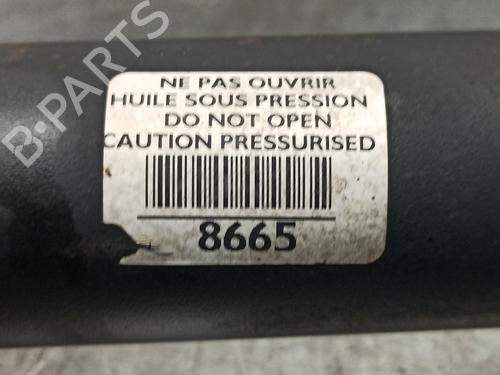 B-PARTS
NE PAS OUVRIR
HUILE SOUS PRESSION
DO NOT OPEN
CAUTION PRESSURISED
8665